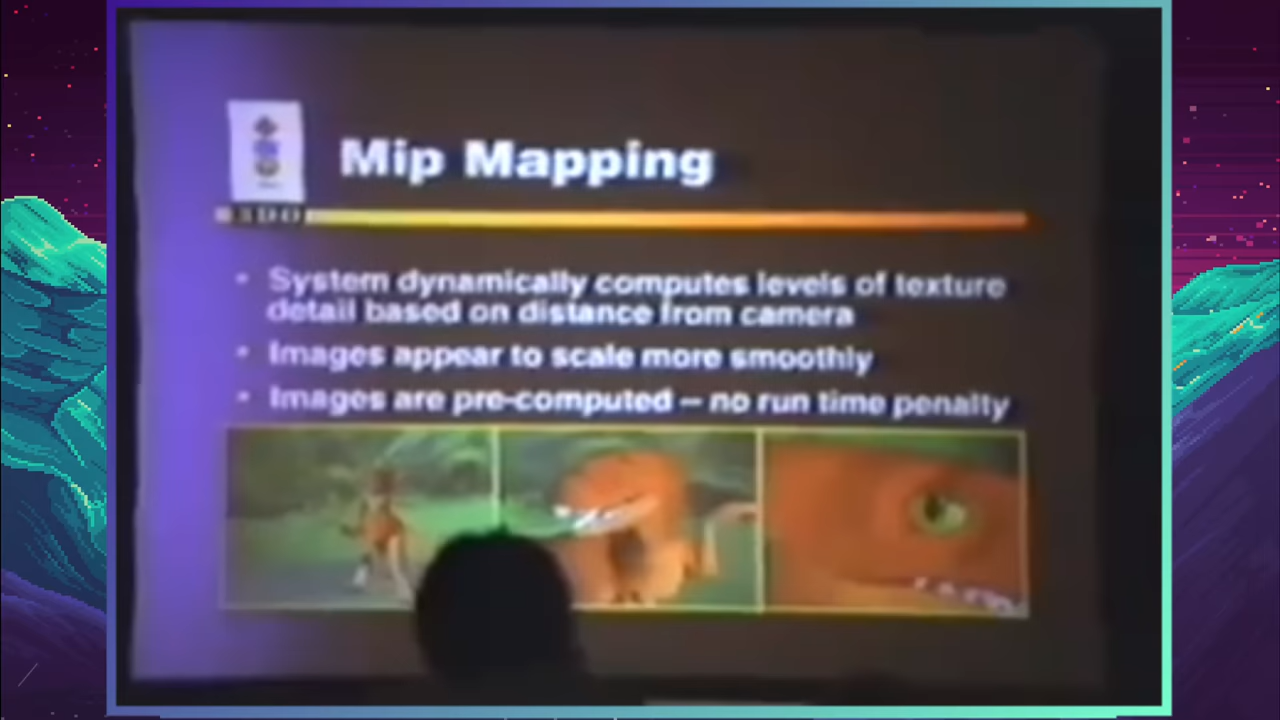 Mip Mapping
3DO
• System dynamically computes levels of texture
detail based on distance from camera
• Images appear to scale more smoothly
• Images are pre-computed – no run time penalty